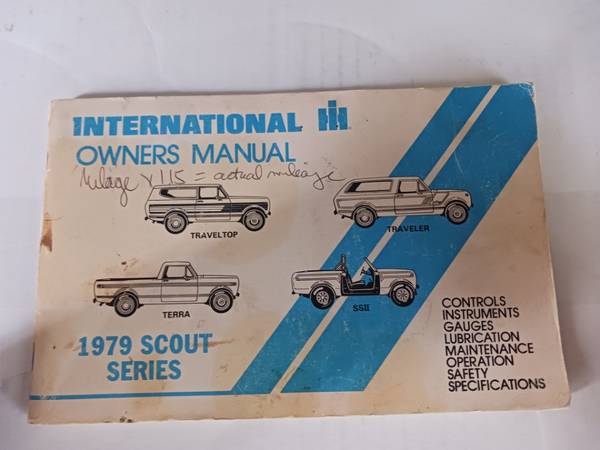 INTERNATIONAL IH
OWNERS MANUAL
Milage x 115 = actual mileage
TRAVELTOP
TRAVELER
TERRA
SSII
1979 SCOUT
SERIES
CONTROLS
INSTRUMENTS
GAUGES
LUBRICATION
MAINTENANCE
OPERATION
SAFETY
SPECIFICATIONS